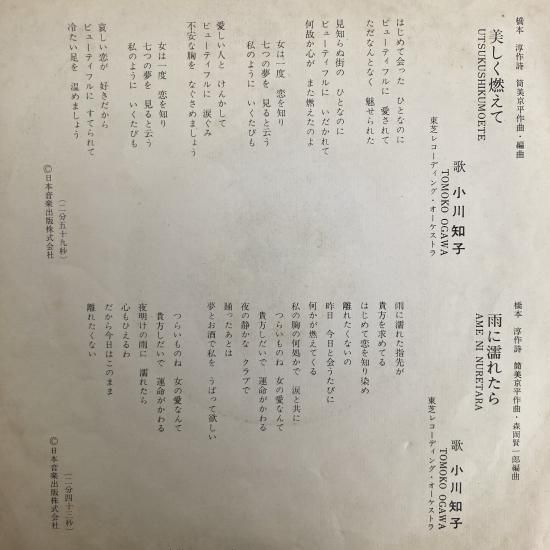 橋本 淳作詩 筒美京平作曲・編曲
美しく燃えて
UTSUKUSHIKUMOETE
歌 小川知子
TOMOKO OGAWA
東芝レコーディング・オーケストラ
はじめて会った ひとなのに
ビューティフルに 愛されて
ただなんとなく 魅せられた
見知らぬ街の ひとなのに
ビューティフルに いだかれて
何故か心が また燃えたのよ
女は一度 恋を知り
七つの夢を 見ると云う
私のように いくたびも
愛しい人と けんかして
ビューティフルに 涙ぐみ
不安な胸を なぐさめましょう
女は一度 恋を知り
七つの夢を 見ると云う
私のように いくたびも
哀しい恋が 好きだから
ビューティフルに すてられて
冷たい足を 温めましょう
(二分五十九秒)
©日本音楽出版株式会社
橋本 淳作詩 筒美京平作曲・森岡賢一郎編曲
雨に濡れたら
AME NI NURETARA
歌 小川知子
TOMOKO OGAWA
東芝レコーディング・オーケストラ
雨に濡れた指先が
貴方を求めてる
はじめて恋を知り染め
離れたくないの
昨日 今日と会うたびに
何かが燃えてくる
私の胸の何処かで 涙と共に
つらいものね 女の愛なんて
貴方しだいで 運命がかわる
夜の静かな クラブで
踊ったあとは
夢とお酒で私を うばって欲しい
つらいものね 女の愛なんて
貴方しだいで 運命がかわる
夜明けの雨に 濡れたら
心もひえるわ
だから今日はこのまま
離れたくない
(二分四十三秒)
©日本音楽出版株式会社